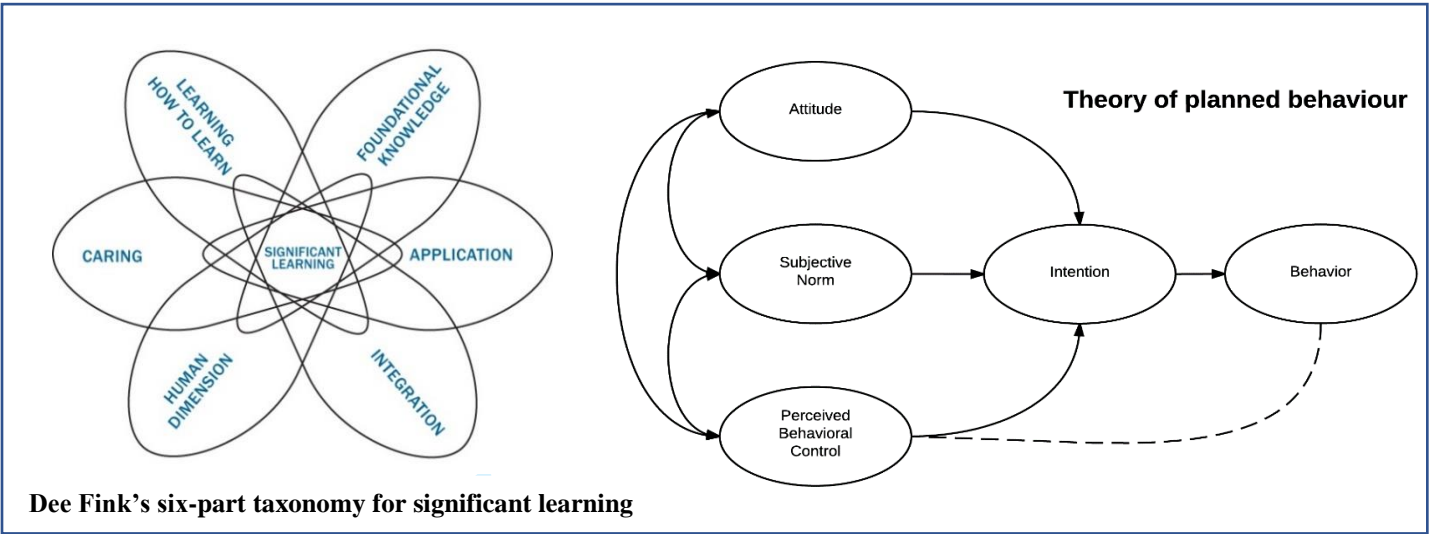 LEARNING
HOW TO LEARN
FOUNDATIONAL
KNOWLEDGE
CARING
SIGNIFICANT
LEARNING
APPLICATION
HUMAN
DIMENSION
INTEGRATION
Dee Fink’s six-part taxonomy for significant learning
Theory of planned behaviour
Attitude
Subjective
Norm
Intention
Behavior
Perceived
Behavioral
Control